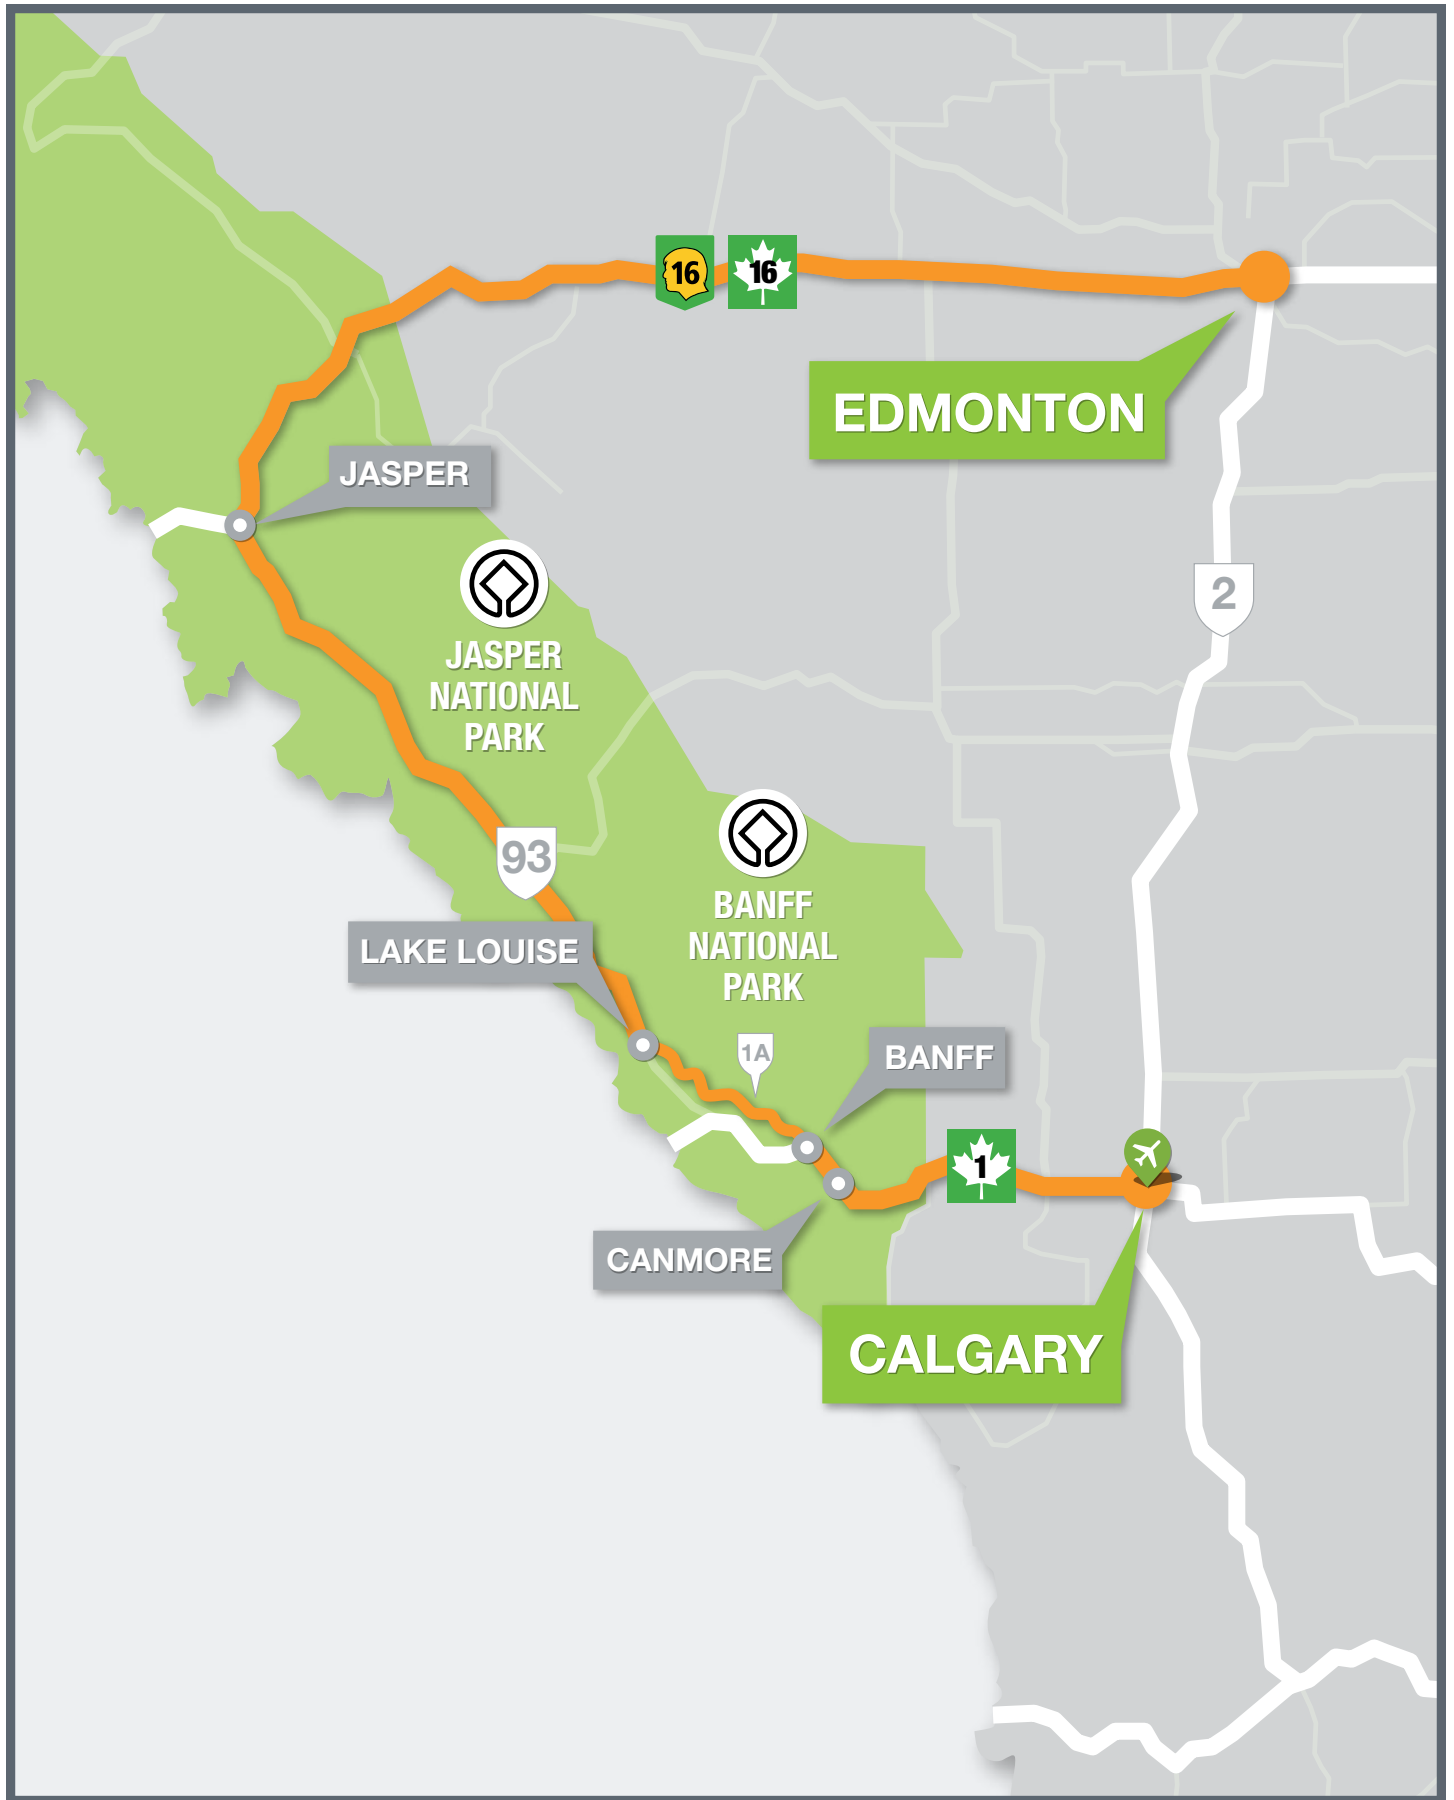 16
16
EDMONTON
JASPER
2
JASPER
NATIONAL
PARK
93
BANFF
NATIONAL
PARK
LAKE LOUISE
1A
BANFF
1
CANMORE
CALGARY